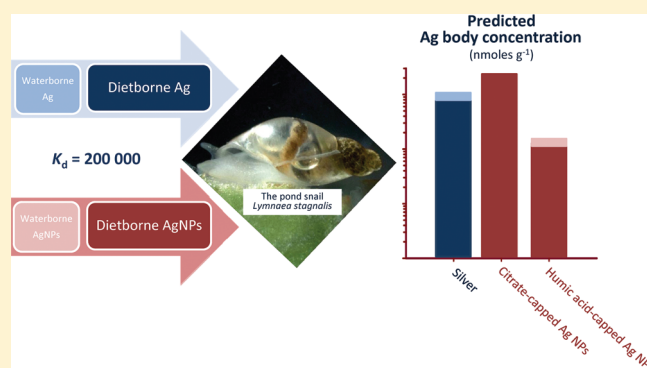 Waterborne
Ag
Dietborne Ag
K_d = 200 000
Waterborne
AgNPs
Dietborne AgNPs
The pond snail
Lymnaea stagnalis
Predicted
Ag body concentration
(nmoles g⁻¹)
Silver
Citrate-capped Ag NPs
Humic acid-capped Ag NP